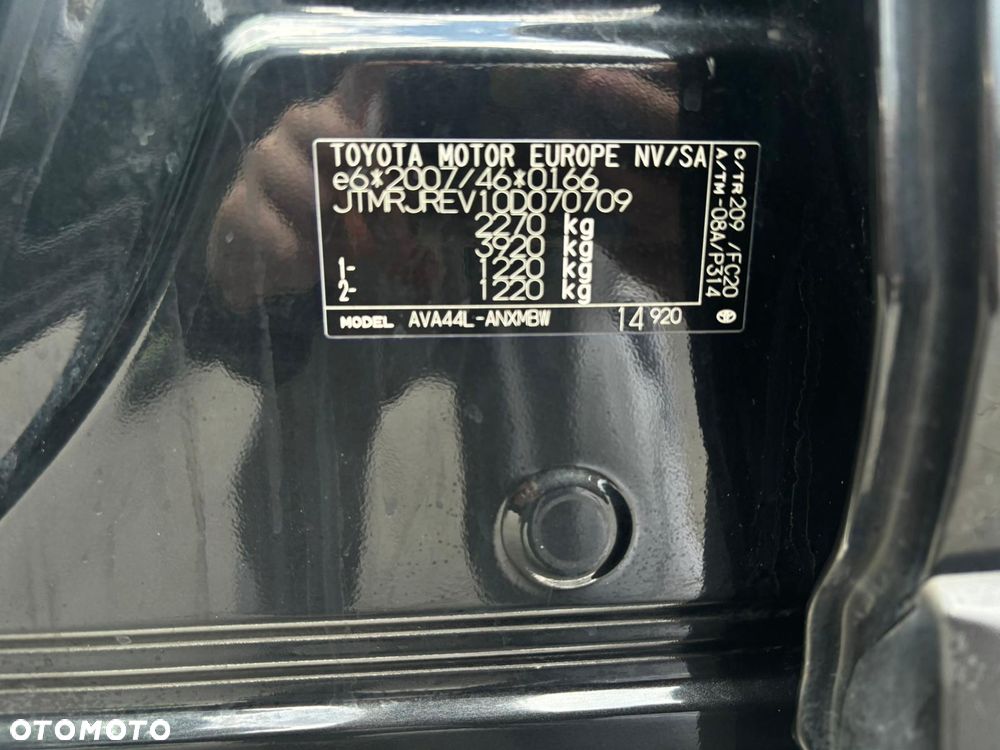 TOYOTA MOTOR EUROPE NV/SA
e6*2007/46*0166
JTMRJREV10D070709
2270 kg
3920 kg
1- 1220 kg
2- 1220 kg
MODEL AVA44L-ANXMBW 14 920
C/TR 209 /FC20
A/TM-08A/P314
OTOMOTO